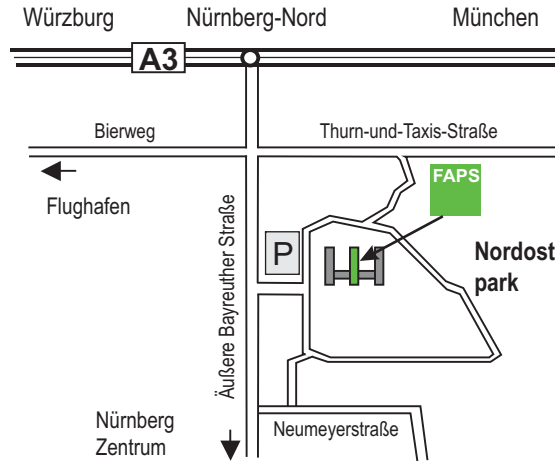 Würzburg
Nürnberg-Nord
München
A3
Bierweg
Thurn-und-Taxis-Straße
Flughafen
FAPS
Äußere Bayreuther Straße
P
Nordost
park
Nürnberg
Zentrum
Neumeyerstraße